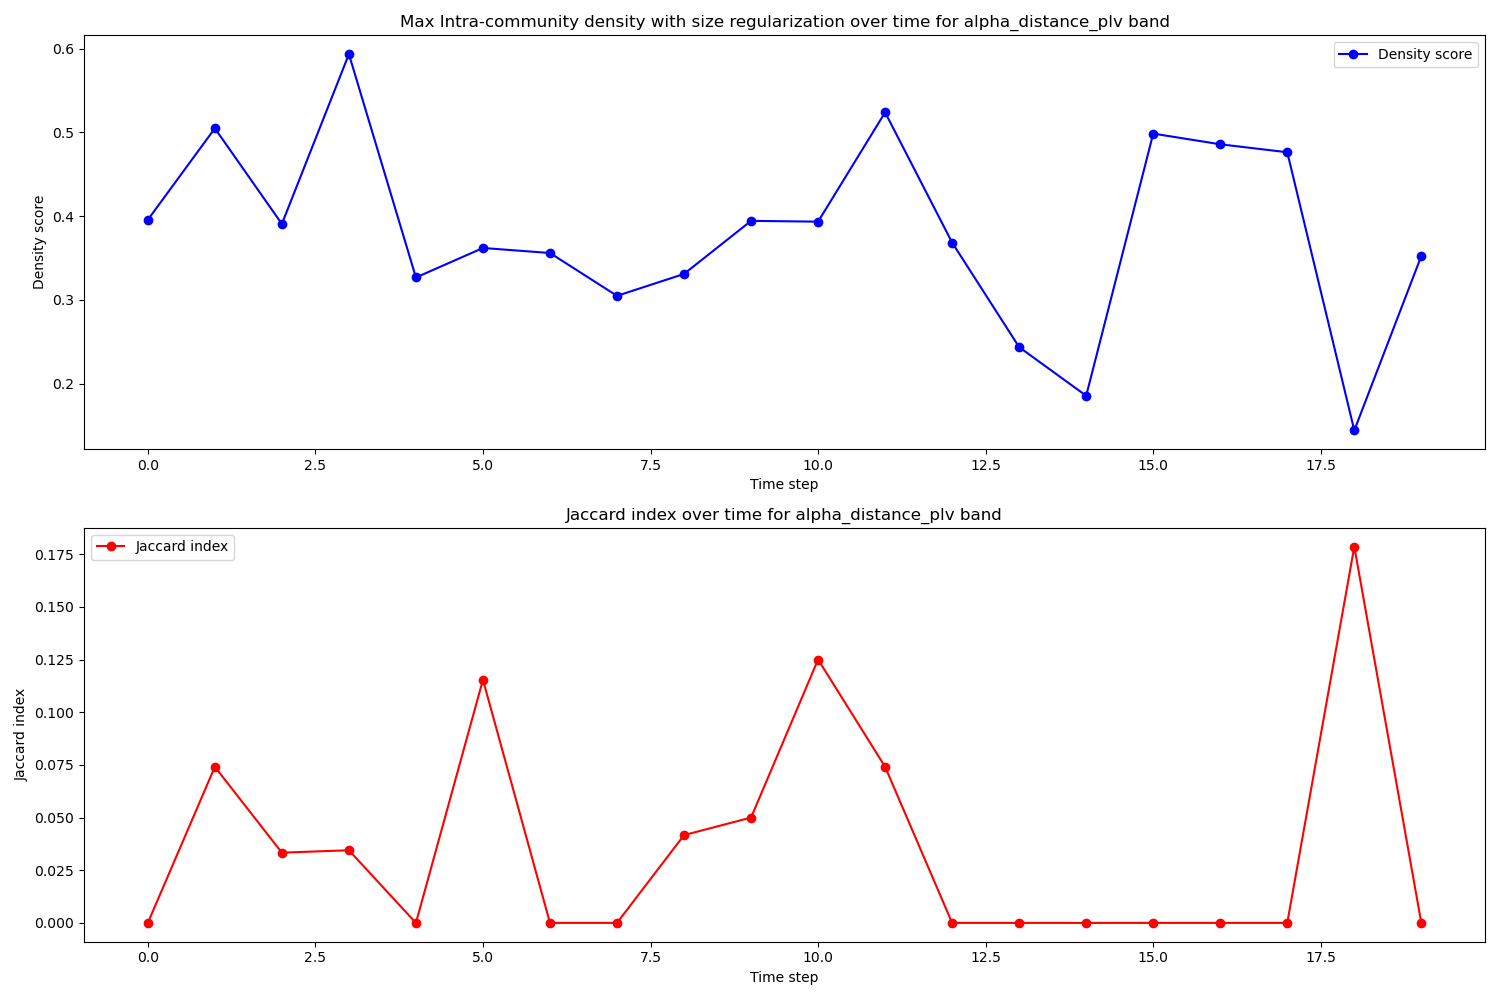 Max Intra-community density with size regularization over time for alpha_distance_plv band
Density score
0.6
0.5
0.4
0.3
0.2
Density score
0.0 2.5 5.0 7.5 10.0 12.5 15.0 17.5
Time step
Jaccard index over time for alpha_distance_plv band
Jaccard index
0.175
0.150
0.125
0.100
0.075
0.050
0.025
0.000
Jaccard index
0.0 2.5 5.0 7.5 10.0 12.5 15.0 17.5
Time step